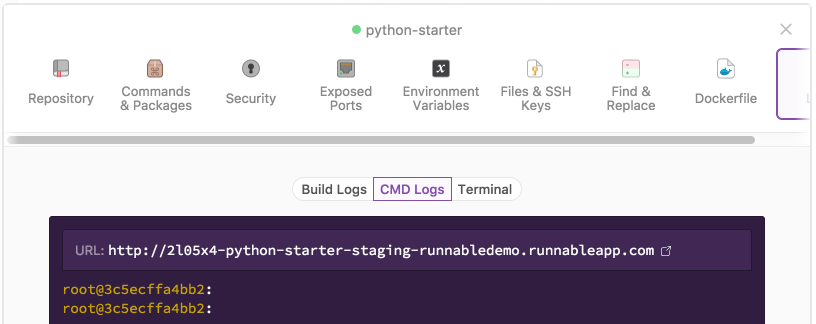 python-starter
Repository
Commands
& Packages
Security
Exposed
Ports
x
Environment
Variables
Files & SSH
Keys
Find &
Replace
Dockerfile
Build Logs CMD Logs Terminal
URL: http://2l05x4-python-starter-staging-runnabledemo.runnableapp.com
root@3c5ecffa4bb2:
root@3c5ecffa4bb2: